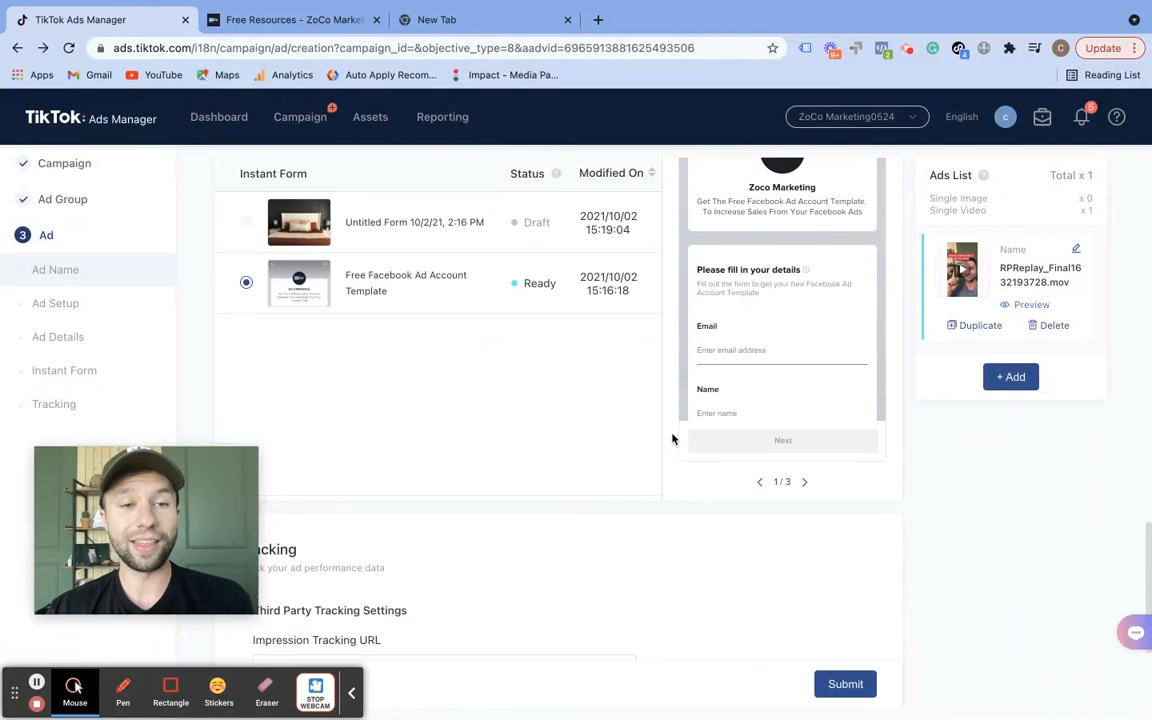 TikTok Ads Manager
Free Resources - ZoCo Market
New Tab
ads.tiktok.com/i18n/campaign/ad/creation?campaign_id=&objective_type=8&aadvid=6965913881625493506
9+
2
4
C
Update
Apps
Gmail
YouTube
Maps
Analytics
Auto Apply Recom...
Impact - Media Pa...
Reading List
TikTok: Ads Manager
Dashboard
Campaign
Assets
Reporting
ZoCo Marketing0524
English
c
5
Campaign
Ad Group
3 Ad
Ad Name
Ad Setup
Ad Details
Instant Form
Tracking
Instant Form
Status
Modified On
Untitled Form 10/2/21, 2:16 PM
Draft
2021/10/02
15:19:04
Free Facebook Ad Account
Template
Ready
2021/10/02
15:16:18
Zoco Marketing
Get The Free Facebook Ad Account Template.
To Increase Sales From Your Facebook Ads
Please fill in your details
Fill out the form to get your free Facebook Ad
Account Template
Email
Enter email address
Name
Enter name
Next
1 / 3
Ads List
Total x 1
Single Image
x 0
Single Video
x 1
Name
RPReplay_Final16
32193728.mov
Preview
Duplicate
Delete
+ Add
acking
k your ad performance data
hird Party Tracking Settings
Impression Tracking URL
Submit
Mouse
Pen
Rectangle
Stickers
Eraser
STOP
WEBCAM